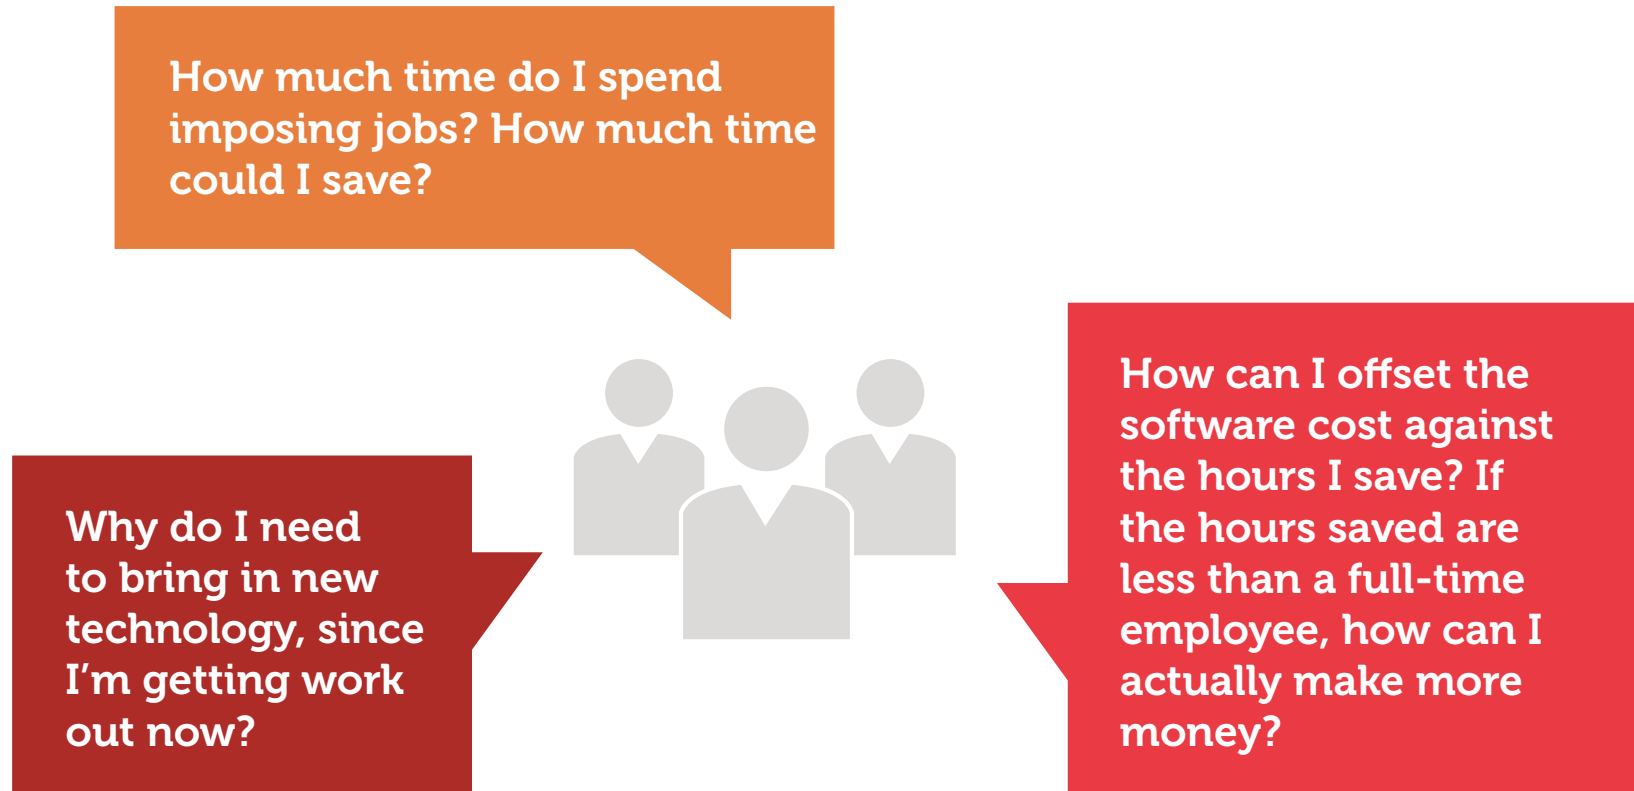 How much time do I spend
imposing jobs? How much time
could I save?
Why do I need
to bring in new
technology, since
I’m getting work
out now?
How can I offset the
software cost against
the hours I save? If
the hours saved are
less than a full-time
employee, how can I
actually make more
money?